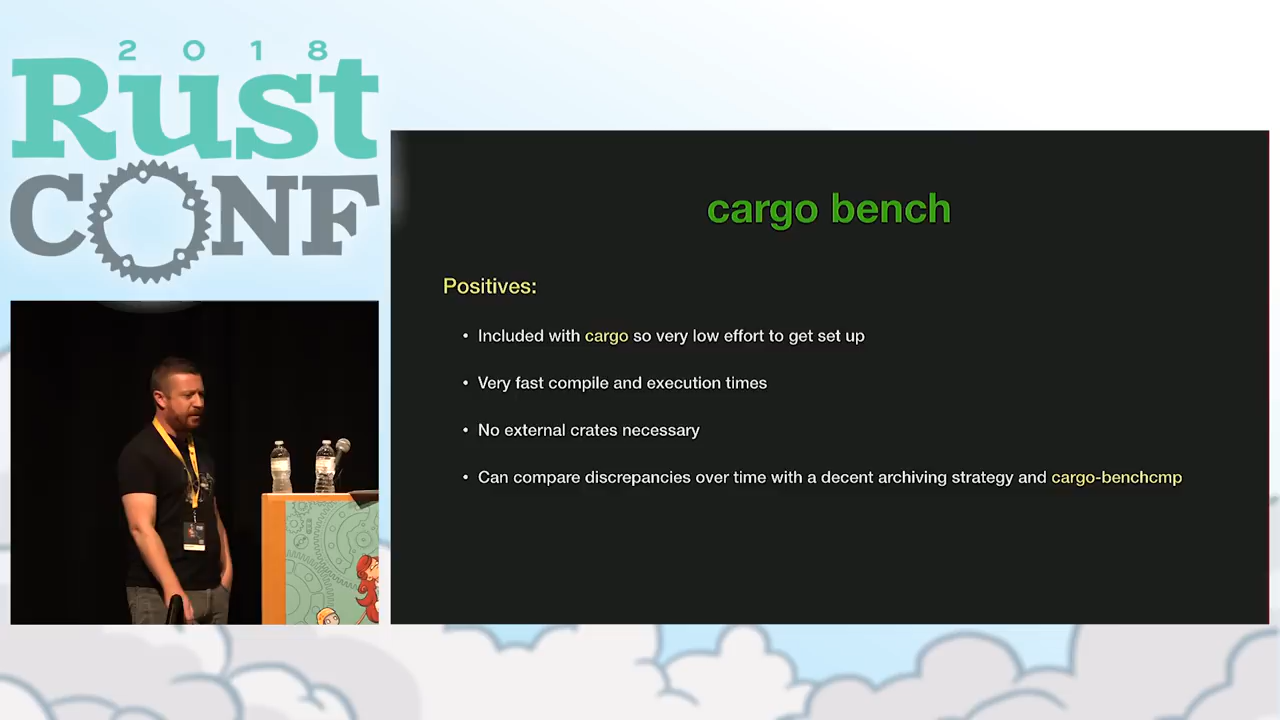 2018
Rust
CONF
cargo bench
Positives:
• Included with cargo so very low effort to get set up
• Very fast compile and execution times
• No external crates necessary
• Can compare discrepancies over time with a decent archiving strategy and cargo-benchcmp